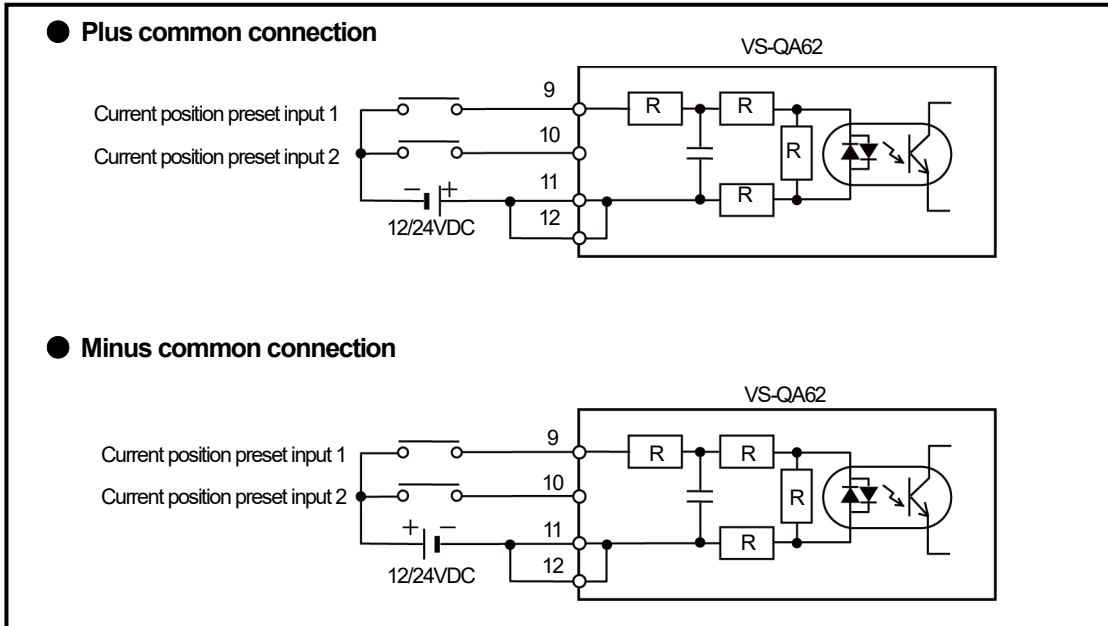 ● Plus common connection
VS-QA62
Current position preset input 1
9
R
R
Current position preset input 2
10
R
11
− +
R
12/24VDC
12
● Minus common connection
VS-QA62
Current position preset input 1
9
R
R
Current position preset input 2
10
R
11
+ −
R
12/24VDC
12